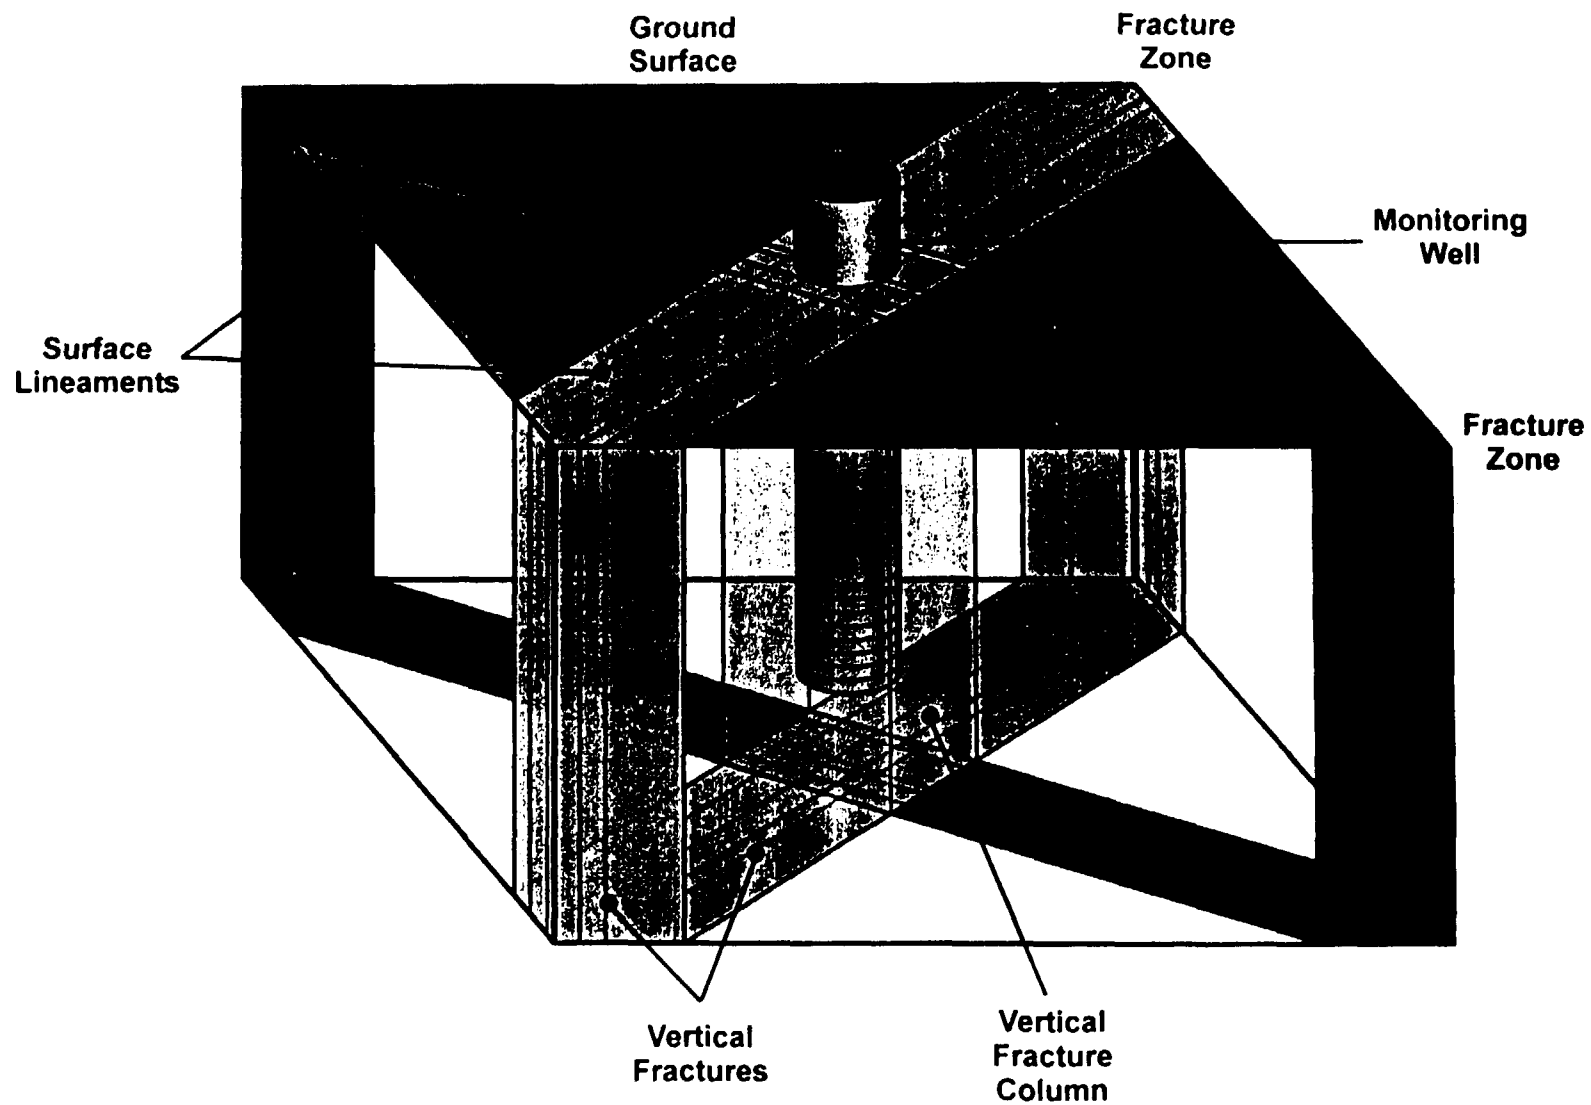 Ground
Surface
Fracture
Zone
Monitoring
Well
Surface
Lineaments
Fracture
Zone
Vertical
Fractures
Vertical
Fracture
Column